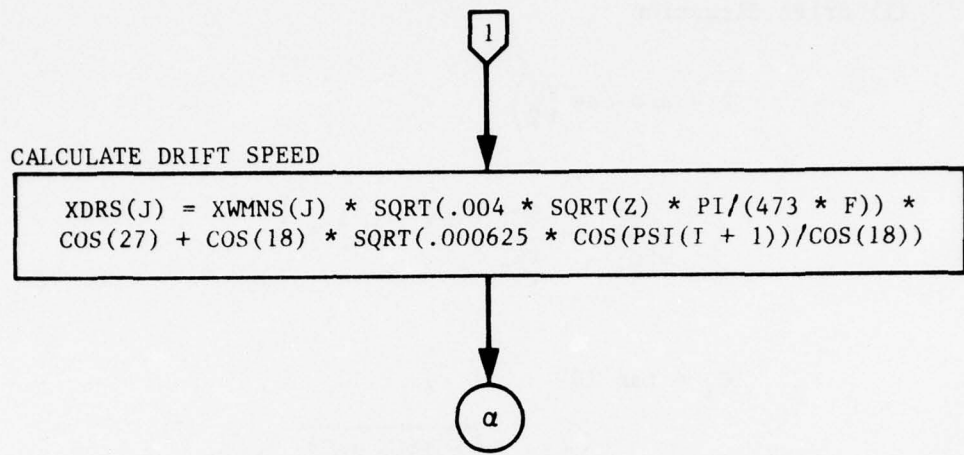 1
CALCULATE DRIFT SPEED
XDRS(J) = XWMNS(J) * SQRT(.004 * SQRT(Z) * PI/(473 * F)) *
COS(27) + COS(18) * SQRT(.000625 * COS(PSI(I + 1))/COS(18))
α